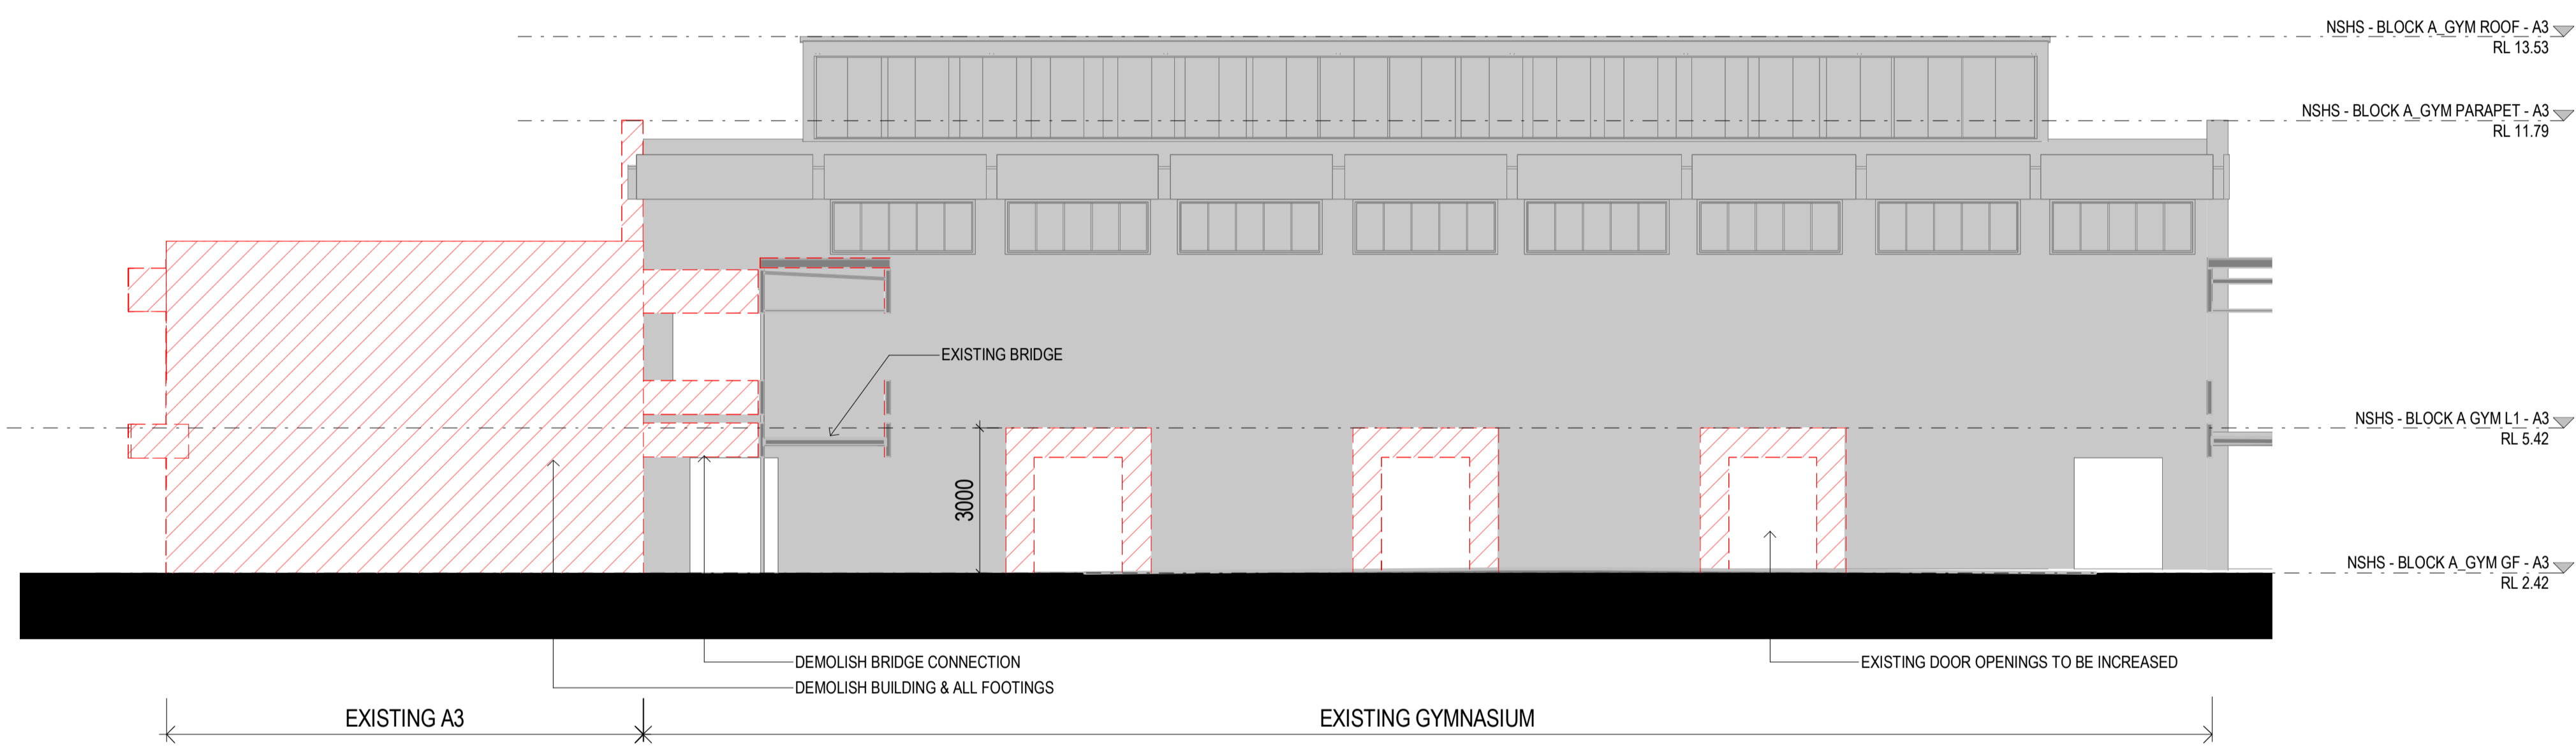 NSHS - BLOCK A_GYM ROOF - A3
RL 13.53
NSHS - BLOCK A_GYM PARAPET - A3
RL 11.79
EXISTING BRIDGE
NSHS - BLOCK A GYM L1 - A3
RL 5.42
3000
NSHS - BLOCK A_GYM GF - A3
RL 2.42
DEMOLISH BRIDGE CONNECTION
EXISTING DOOR OPENINGS TO BE INCREASED
DEMOLISH BUILDING & ALL FOOTINGS
EXISTING A3
EXISTING GYMNASIUM